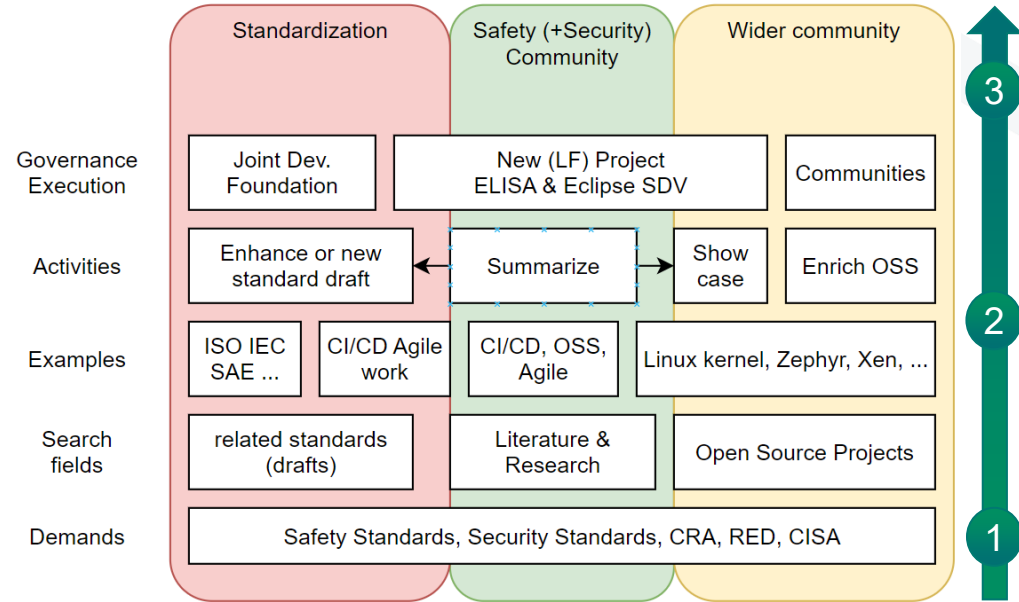 Standardization
Safety (+Security)
Community
Wider community
3
Governance
Execution
Joint Dev.
Foundation
New (LF) Project
ELISA & Eclipse SDV
Communities
Activities
Enhance or new
standard draft
Summarize
Show
case
Enrich OSS
2
Examples
ISO IEC
SAE ...
CI/CD Agile
work
CI/CD, OSS,
Agile
Linux kernel, Zephyr, Xen, ...
Search
fields
related standards
(drafts)
Literature &
Research
Open Source Projects
Demands
Safety Standards, Security Standards, CRA, RED, CISA
1